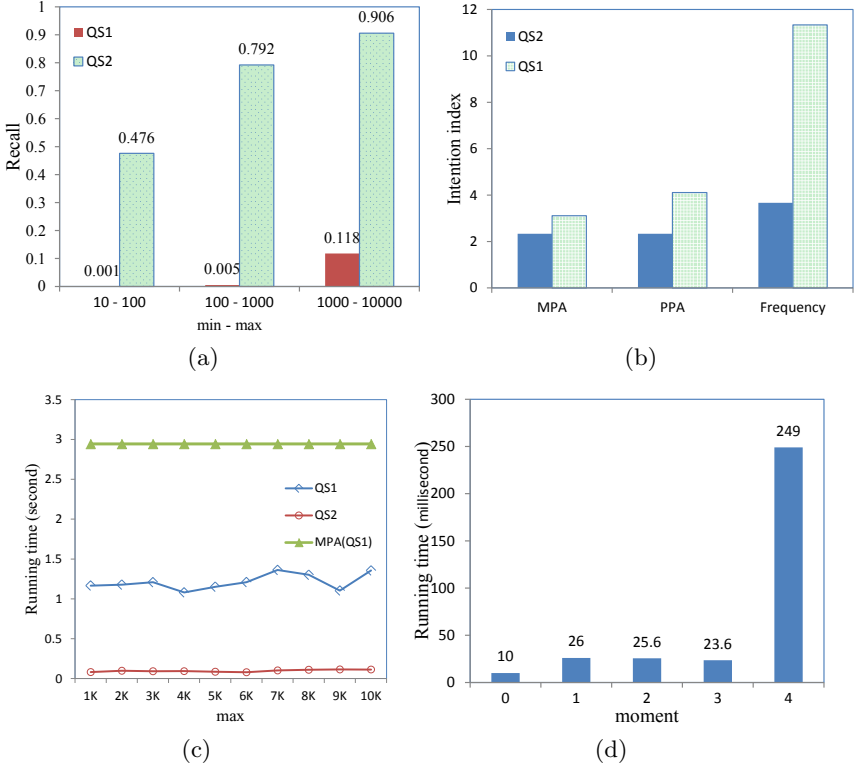 1
0.9
0.8
0.7
0.6
0.5
0.4
0.3
0.2
0.1
0
Recall
QS1
QS2
0.001
0.476
0.005
0.792
0.118
0.906
10 - 100
100 - 1000
1000 - 10000
min - max
(a)
12
10
8
6
4
2
0
Intention index
QS2
QS1
MPA
PPA
Frequency
(b)
3.5
3
2.5
2
1.5
1
0.5
0
Running time (second)
QS1
QS2
MPA(QS1)
1K
2K
3K
4K
5K
6K
7K
8K
9K
10K
max
(c)
300
250
200
150
100
50
0
Running time (millisecond)
10
26
25.6
23.6
249
0
1
2
3
4
moment
(d)